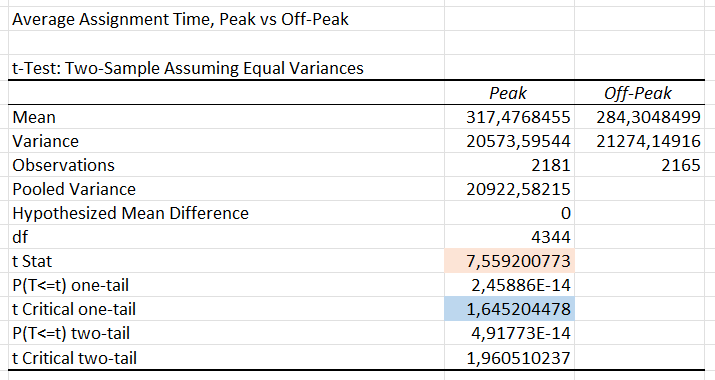 Average Assignment Time, Peak vs Off-Peak
t-Test: Two-Sample Assuming Equal Variances
Peak Off-Peak
Mean 317,4768455 284,3048499
Variance 20573,59544 21274,14916
Observations 2181 2165
Pooled Variance 20922,58215
Hypothesized Mean Difference 0
df 4344
t Stat 7,559200773
P(T<=t) one-tail 2,45886E-14
t Critical one-tail 1,645204478
P(T<=t) two-tail 4,91773E-14
t Critical two-tail 1,960510237